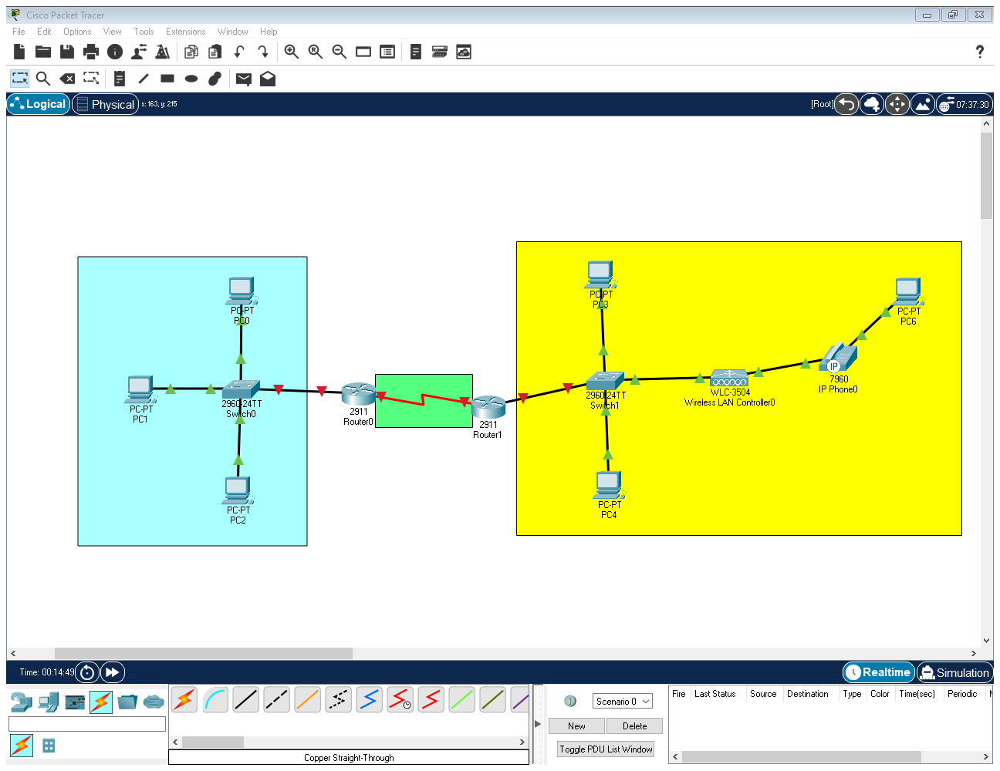 Cisco Packet Tracer
File Edit Options View Tools Extensions Window Help
Logical Physical x: 163, y: 215 [Root] 07:37:30
PC-PT
PC0
PC-PT
PC1
2960-24TT
Switch0
PC-PT
PC2
2911
Router0
2911
Router1
PC-PT
PC3
2960-24TT
Switch1
PC-PT
PC4
WLC-3504
Wireless LAN Controller0
IP
7960
IP Phone0
PC-PT
PC6
Time: 00:14:49 Realtime Simulation
Scenario 0
New Delete
Toggle PDU List Window
Fire Last Status Source Destination Type Color Time(sec) Periodic
Copper Straight-Through